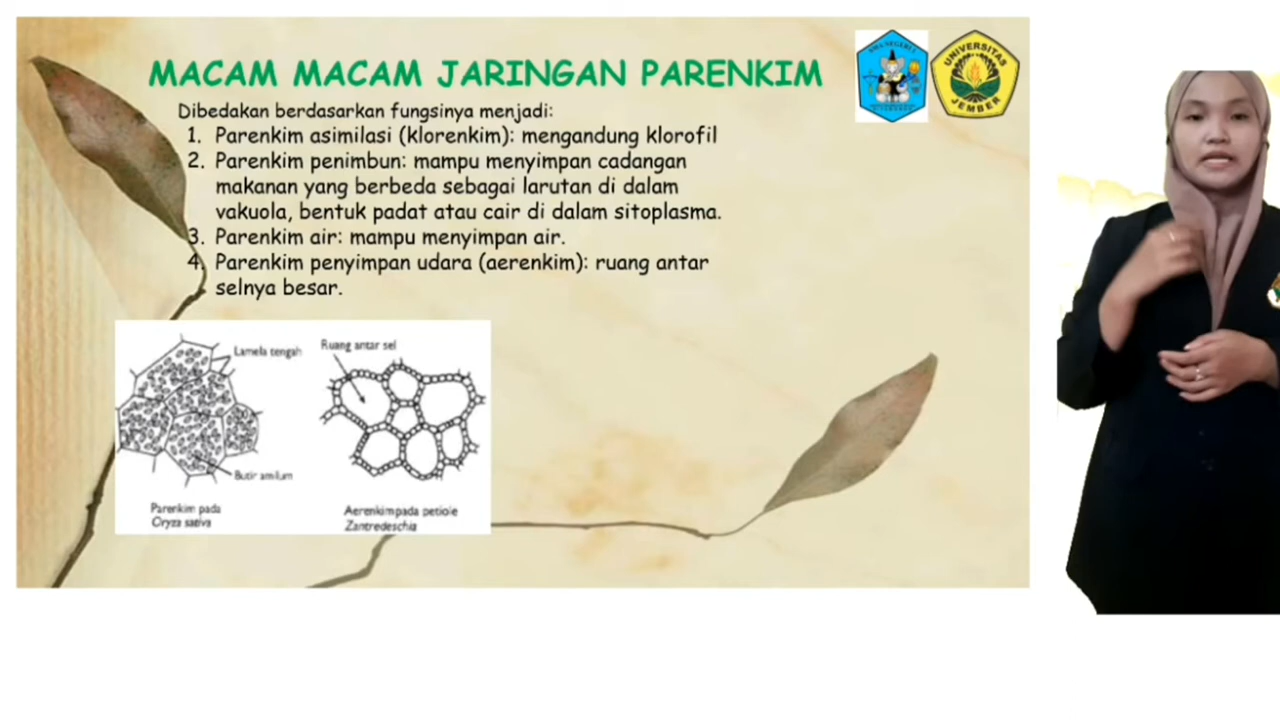 MACAM MACAM JARINGAN PARENKIM
Dibedakan berdasarkan fungsinya menjadi:
1. Parenkim asimilasi (klorenkim): mengandung klorofil
2. Parenkim penimbun: mampu menyimpan cadangan
makanan yang berbeda sebagai larutan di dalam
vakuola, bentuk padat atau cair di dalam sitoplasma.
3. Parenkim air: mampu menyimpan air.
4. Parenkim penyimpan udara (aerenkim): ruang antar
selnya besar.
UNIVERSITAS
JEMBER
SMA NEGERI
Lamela tengah
Ruang antar sel
Butir amilum
Parenkim pada
Oryza sativa
Aerenkimpada petiole
Zantredeschia